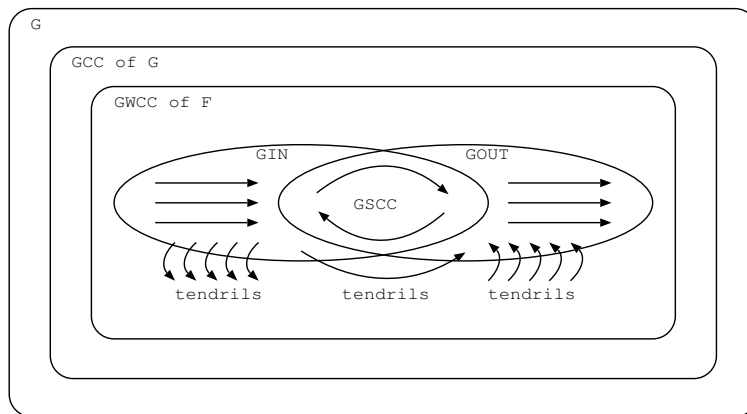 G
GCC of G
GWCC of F
GIN GOUT
GSCC
tendrils tendrils tendrils